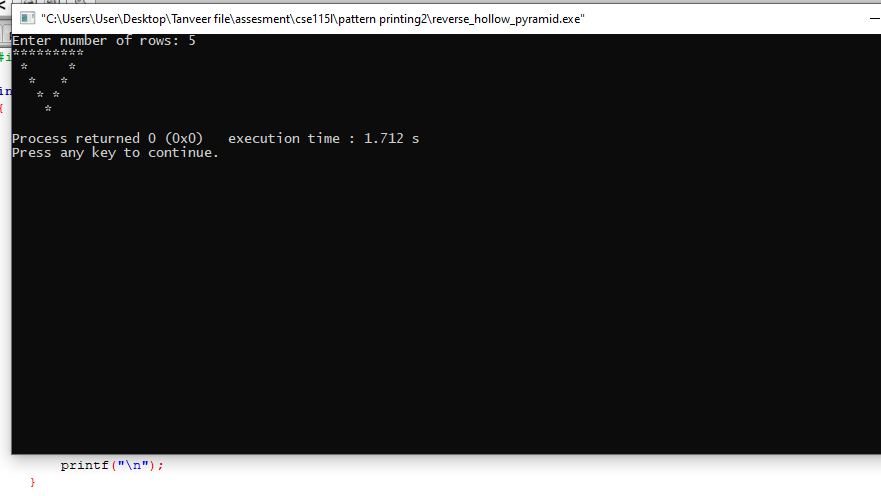 "C:\Users\User\Desktop\Tanveer file\assesment\cse115l\pattern printing2\reverse_hollow_pyramid.exe"
Enter number of rows: 5
*********
 *     *
  *   *
   * *
    *
Process returned 0 (0x0)   execution time : 1.712 s
Press any key to continue.
#i
in
{
printf("\n");
}